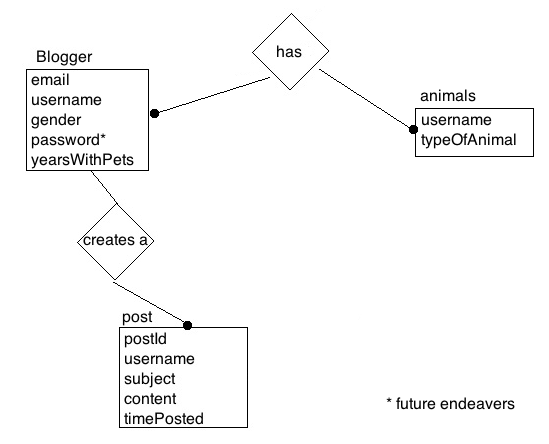 has
Blogger
email
username
gender
password*
yearsWithPets
animals
username
typeOfAnimal
creates a
post
postId
username
subject
content
timePosted
* future endeavers